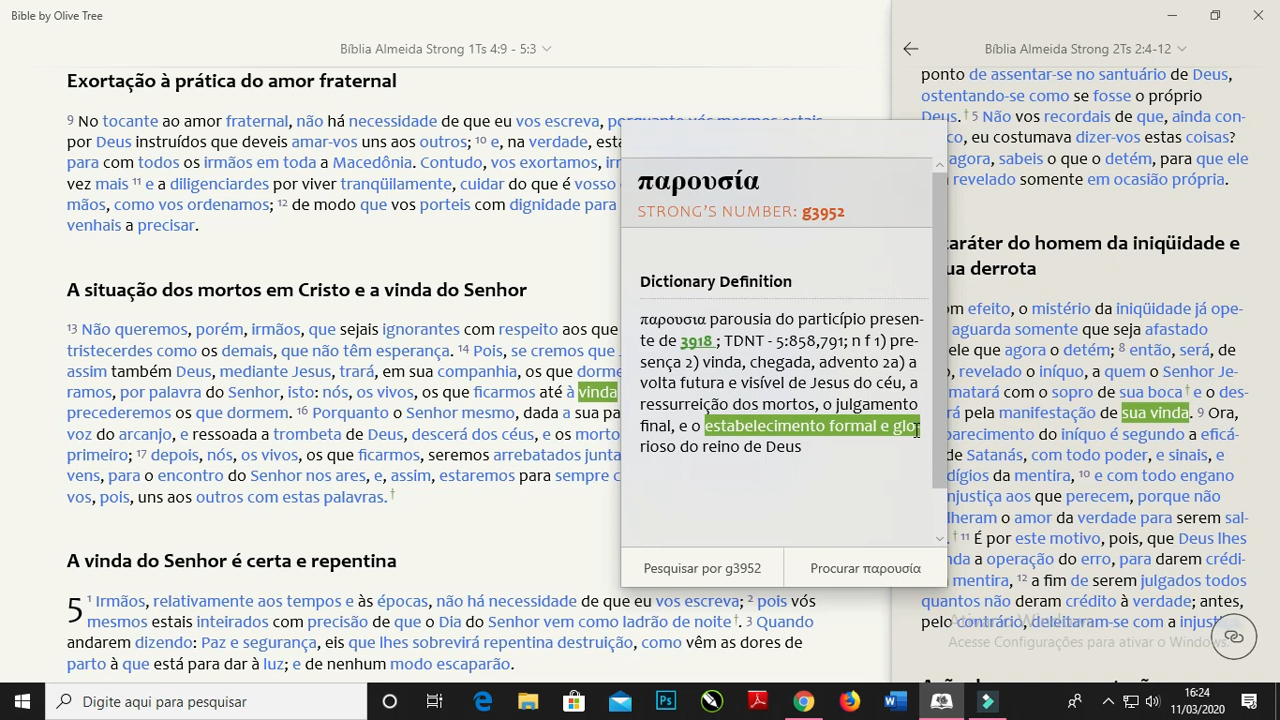 Bible by Olive Tree
Bíblia Almeida Strong 1Ts 4:9 - 5:3
Exortação à prática do amor fraternal
9 No tocante ao amor fraternal, não há necessidade de que eu vos escreva, porquanto vós mesmos estais
por Deus instruídos que deveis amar-vos uns aos outros; 10 e, na verdade, esta
para com todos os irmãos em toda a Macedônia. Contudo, vos exortamos, irm
vez mais 11 e a diligenciardes por viver tranqüilamente, cuidar do que é vosso
mãos, como vos ordenamos; 12 de modo que vos porteis com dignidade para
venhais a precisar.
A situação dos mortos em Cristo e a vinda do Senhor
13 Não queremos, porém, irmãos, que sejais ignorantes com respeito aos que
tristecerdes como os demais, que não têm esperança. 14 Pois, se cremos que
assim também Deus, mediante Jesus, trará, em sua companhia, os que dorme
ramos, por palavra do Senhor, isto: nós, os vivos, os que ficarmos até à vinda
precederemos os que dormem. 16 Porquanto o Senhor mesmo, dada a sua pa
voz do arcanjo, e ressoada a trombeta de Deus, descerá dos céus, e os morto
primeiro; 17 depois, nós, os vivos, os que ficarmos, seremos arrebatados junta
vens, para o encontro do Senhor nos ares, e, assim, estaremos para sempre c
vos, pois, uns aos outros com estas palavras. †
A vinda do Senhor é certa e repentina
5 1 Irmãos, relativamente aos tempos e às épocas, não há necessidade de que eu vos escreva; 2 pois vós
mesmos estais inteirados com precisão de que o Dia do Senhor vem como ladrão de noite†. 3 Quando
andarem dizendo: Paz e segurança, eis que lhes sobrevirá repentina destruição, como vêm as dores de
parto à que está para dar à luz; e de nenhum modo escaparão.
παρουσία
STRONG'S NUMBER: g3952
Dictionary Definition
παρουσια parousia do particípio presen-
te de 3918 ; TDNT - 5:858,791; n f 1) pre-
sença 2) vinda, chegada, advento 2a) a
volta futura e visível de Jesus do céu, a
ressurreição dos mortos, o julgamento
final, e o estabelecimento formal e glo
rioso do reino de Deus
Pesquisar por g3952
Procurar παρουσία
Bíblia Almeida Strong 2Ts 2:4-12
ponto de assentar-se no santuário de Deus,
ostentando-se como se fosse o próprio
Deus. † 5 Não vos recordais de que, ainda con-
co, eu costumava dizer-vos estas coisas?
agora, sabeis o que o detém, para que ele
revelado somente em ocasião própria.
aráter do homem da iniqüidade e
ua derrota
om efeito, o mistério da iniqüidade já ope-
aguarda somente que seja afastado
ele que agora o detém; 8 então, será, de
o, revelado o iníquo, a quem o Senhor Je-
matará com o sopro de sua boca † e o des-
rá pela manifestação de sua vinda. 9 Ora,
parecimento do iníquo é segundo a eficá-
de Satanás, com todo poder, e sinais, e
dígios da mentira, 10 e com todo engano
njustiça aos que perecem, porque não
lheram o amor da verdade para serem sal-
. † 11 É por este motivo, pois, que Deus lhes
nda a operação do erro, para darem crédi-
mentira, 12 a fim de serem julgados todos
quantos não deram crédito à verdade; antes,
pelo contrário, deleitaram-se com a injusti
Acesse Configurações para ativar o Windows.
Digite aqui para pesquisar
16:24
11/03/2020